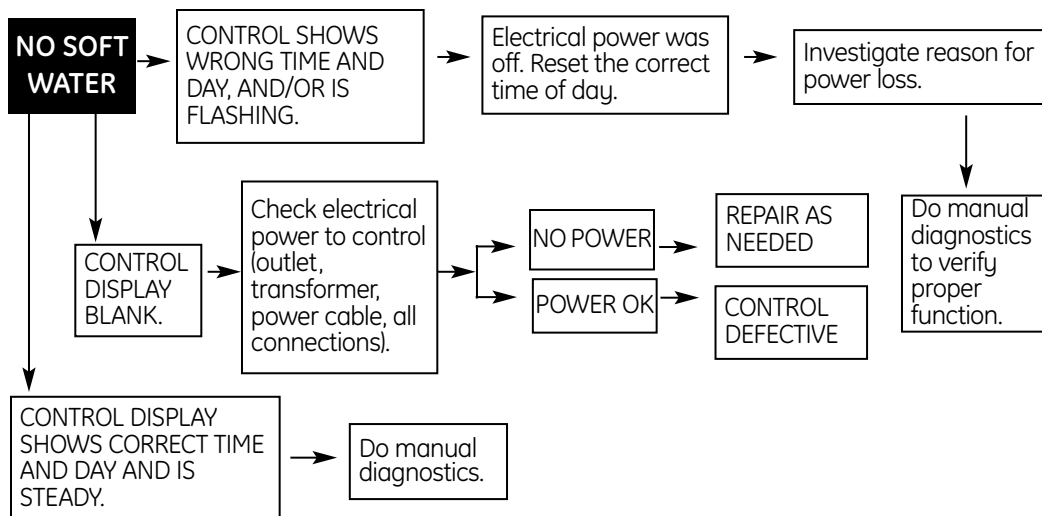 NO SOFT
WATER
CONTROL SHOWS
WRONG TIME AND
DAY, AND/OR IS
FLASHING.
Electrical power was
off. Reset the correct
time of day.
Investigate reason for
power loss.
Do manual
diagnostics
to verify
proper
function.
CONTROL
DISPLAY
BLANK.
Check electrical
power to control
(outlet,
transformer,
power cable, all
connections).
NO POWER
REPAIR AS
NEEDED
POWER OK
CONTROL
DEFECTIVE
CONTROL DISPLAY
SHOWS CORRECT TIME
AND DAY AND IS
STEADY.
Do manual
diagnostics.